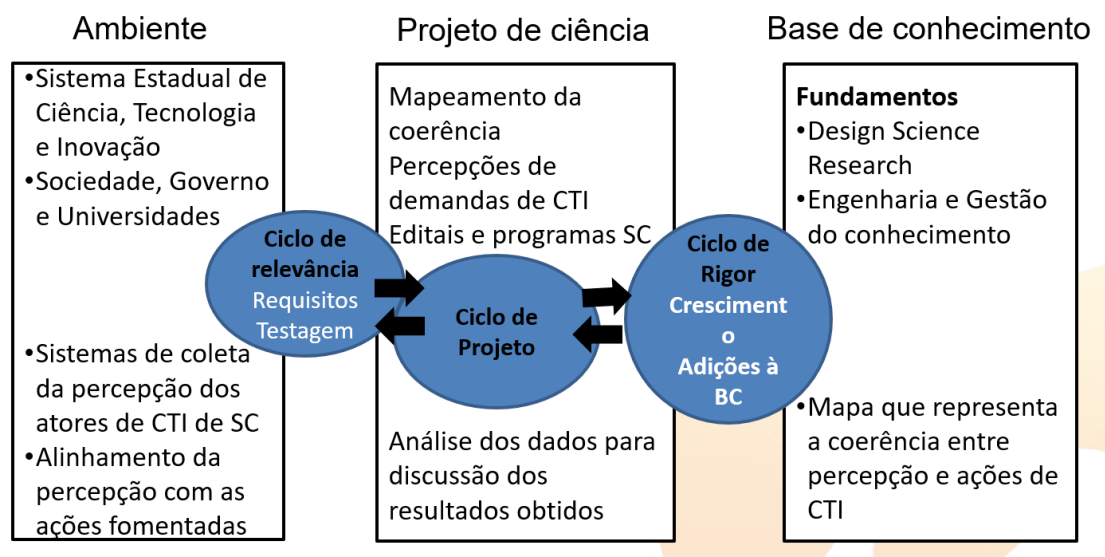 Ambiente
•Sistema Estadual de
Ciência, Tecnologia
e Inovação
•Sociedade, Governo
e Universidades
•Sistemas de coleta
da percepção dos
atores de CTI de SC
•Alinhamento da
percepção com as
ações fomentadas
Ciclo de
relevância
Requisitos
Testagem
Projeto de ciência
Mapeamento da
coerência
Percepções de
demandas de CTI
Editais e programas SC
Ciclo de
Projeto
Análise dos dados para
discussão dos
resultados obtidos
Ciclo de
Rigor
Cresciment
o
Adições à
BC
Base de conhecimento
Fundamentos
•Design Science
Research
•Engenharia e Gestão
do conhecimento
•Mapa que representa
a coerência entre
percepção e ações de
CTI